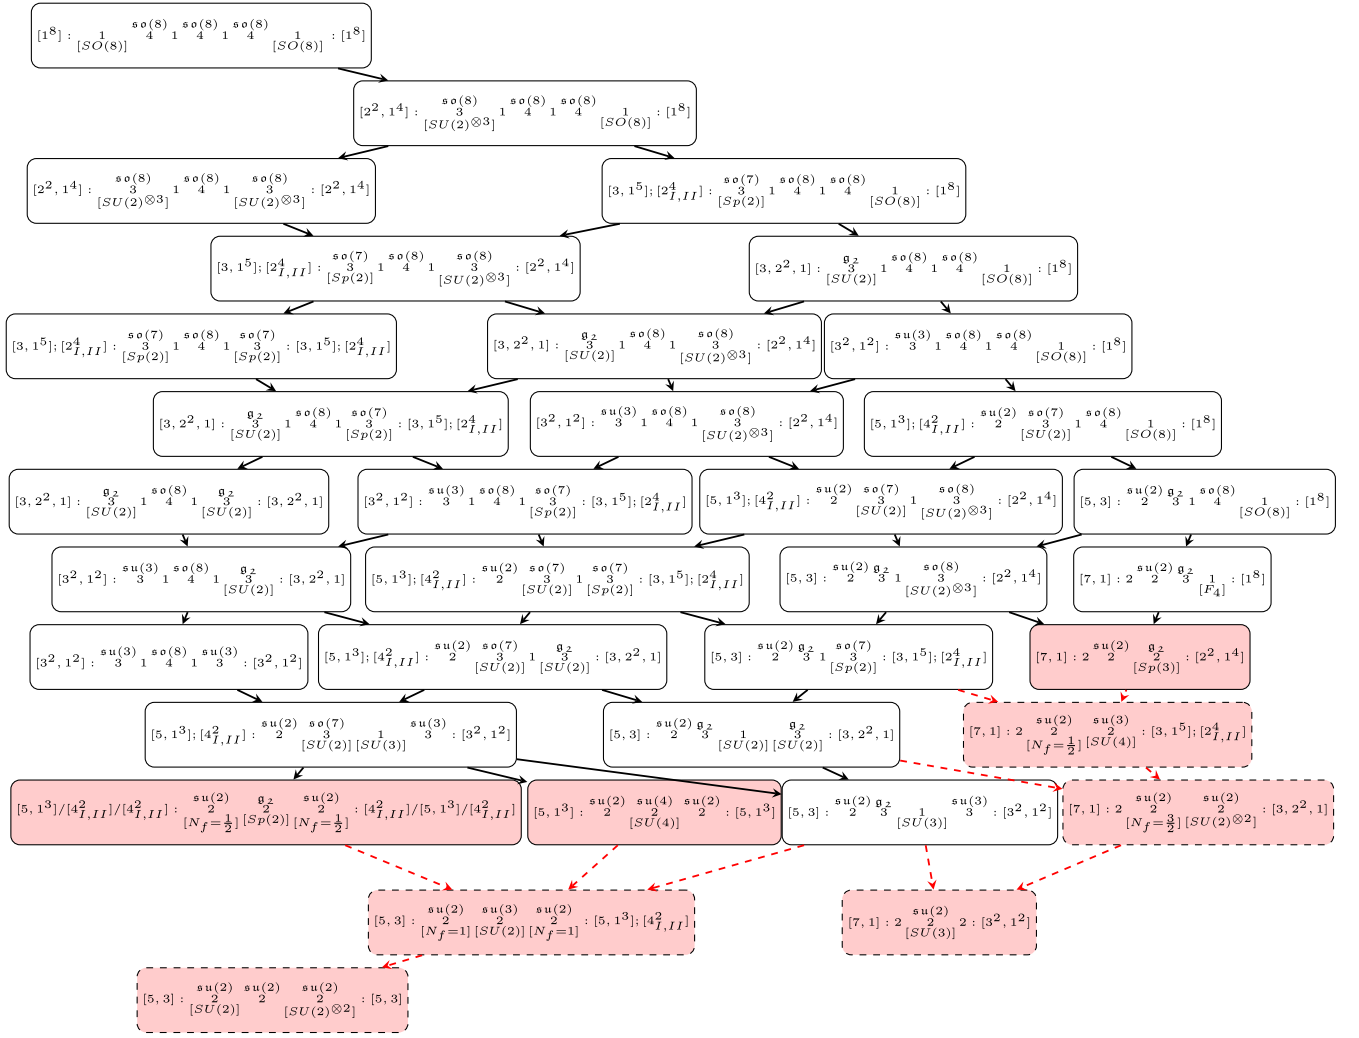 [1^8] : 1 [SO(8)] so(8) 4 1 so(8) 4 1 so(8) 4 1 [SO(8)] : [1^8]
[2^2, 1^4] : so(8) 3 [SU(2)^{⊗3}] 1 so(8) 4 1 so(8) 4 1 [SO(8)] : [1^8]
[2^2, 1^4] : so(8) 3 [SU(2)^{⊗3}] 1 so(8) 4 1 so(8) 3 [SU(2)^{⊗3}] : [2^2, 1^4]
[3, 1^5]; [2^4_{I,II}] : so(7) 3 [Sp(2)] 1 so(8) 4 1 so(8) 4 1 [SO(8)] : [1^8]
[3, 1^5]; [2^4_{I,II}] : so(7) 3 [Sp(2)] 1 so(8) 4 1 so(8) 3 [SU(2)^{⊗3}] : [2^2, 1^4]
[3, 2^2, 1] : g_2 3 [SU(2)] 1 so(8) 4 1 so(8) 4 1 [SO(8)] : [1^8]
[3, 1^5]; [2^4_{I,II}] : so(7) 3 [Sp(2)] 1 so(8) 4 1 so(7) 3 [Sp(2)] : [3, 1^5]; [2^4_{I,II}]
[3, 2^2, 1] : g_2 3 [SU(2)] 1 so(8) 4 1 so(8) 3 [SU(2)^{⊗3}] : [2^2, 1^4]
[3^2, 1^2] : su(3) 3 1 so(8) 4 1 so(8) 4 1 [SO(8)] : [1^8]
[3, 2^2, 1] : g_2 3 [SU(2)] 1 so(8) 4 1 so(7) 3 [Sp(2)] : [3, 1^5]; [2^4_{I,II}]
[3^2, 1^2] : su(3) 3 1 so(8) 4 1 so(8) 3 [SU(2)^{⊗3}] : [2^2, 1^4]
[5, 1^3]; [4^2_{I,II}] : su(2) 2 so(7) 3 [SU(2)] 1 so(8) 4 1 [SO(8)] : [1^8]
[3, 2^2, 1] : g_2 3 [SU(2)] 1 so(8) 4 1 g_2 3 [SU(2)] : [3, 2^2, 1]
[3^2, 1^2] : su(3) 3 1 so(8) 4 1 so(7) 3 [Sp(2)] : [3, 1^5]; [2^4_{I,II}]
[5, 1^3]; [4^2_{I,II}] : su(2) 2 so(7) 3 [SU(2)] 1 so(8) 3 [SU(2)^{⊗3}] : [2^2, 1^4]
[5, 3] : su(2) 2 g_2 3 1 so(8) 4 1 [SO(8)] : [1^8]
[3^2, 1^2] : su(3) 3 1 so(8) 4 1 g_2 3 [SU(2)] : [3, 2^2, 1]
[5, 1^3]; [4^2_{I,II}] : su(2) 2 so(7) 3 [SU(2)] 1 so(7) 3 [Sp(2)] : [3, 1^5]; [2^4_{I,II}]
[5, 3] : su(2) 2 g_2 3 1 so(8) 3 [SU(2)^{⊗3}] : [2^2, 1^4]
[7, 1] : 2 su(2) 2 g_2 3 1 [F_4] : [1^8]
[3^2, 1^2] : su(3) 3 1 so(8) 4 1 su(3) 3 : [3^2, 1^2]
[5, 1^3]; [4^2_{I,II}] : su(2) 2 so(7) 3 [SU(2)] 1 g_2 3 [SU(2)] : [3, 2^2, 1]
[5, 3] : su(2) 2 g_2 3 1 so(7) 3 [Sp(2)] : [3, 1^5]; [2^4_{I,II}]
[7, 1] : 2 su(2) 2 g_2 2 [Sp(3)] : [2^2, 1^4]
[5, 1^3]; [4^2_{I,II}] : su(2) 2 so(7) 3 [SU(2)] 1 [SU(3)] su(3) 3 : [3^2, 1^2]
[5, 3] : su(2) 2 g_2 3 1 [SU(2)] g_2 3 [SU(2)] : [3, 2^2, 1]
[7, 1] : 2 su(2) 2 [N_f=1/2] su(3) 2 [SU(4)] : [3, 1^5]; [2^4_{I,II}]
[5, 1^3]/[4^2_{I,II}]/[4^2_{I,II}] : su(2) 2 [N_f=1/2] g_2 2 [Sp(2)] su(2) 2 [N_f=1/2] : [4^2_{I,II}]/[5, 1^3]/[4^2_{I,II}]
[5, 1^3] : su(2) 2 su(4) 2 [SU(4)] su(2) 2 : [5, 1^3]
[5, 3] : su(2) 2 g_2 3 1 [SU(3)] su(3) 3 : [3^2, 1^2]
[7, 1] : 2 su(2) 2 [N_f=3/2] su(2) 2 [SU(2)^{⊗2}] : [3, 2^2, 1]
[5, 3] : su(2) 2 [N_f=1] su(3) 2 [SU(2)] su(2) 2 [N_f=1] : [5, 1^3]; [4^2_{I,II}]
[7, 1] : 2 su(2) 2 [SU(3)] 2 : [3^2, 1^2]
[5, 3] : su(2) 2 [SU(2)] su(2) 2 su(2) 2 [SU(2)^{⊗2}] : [5, 3]